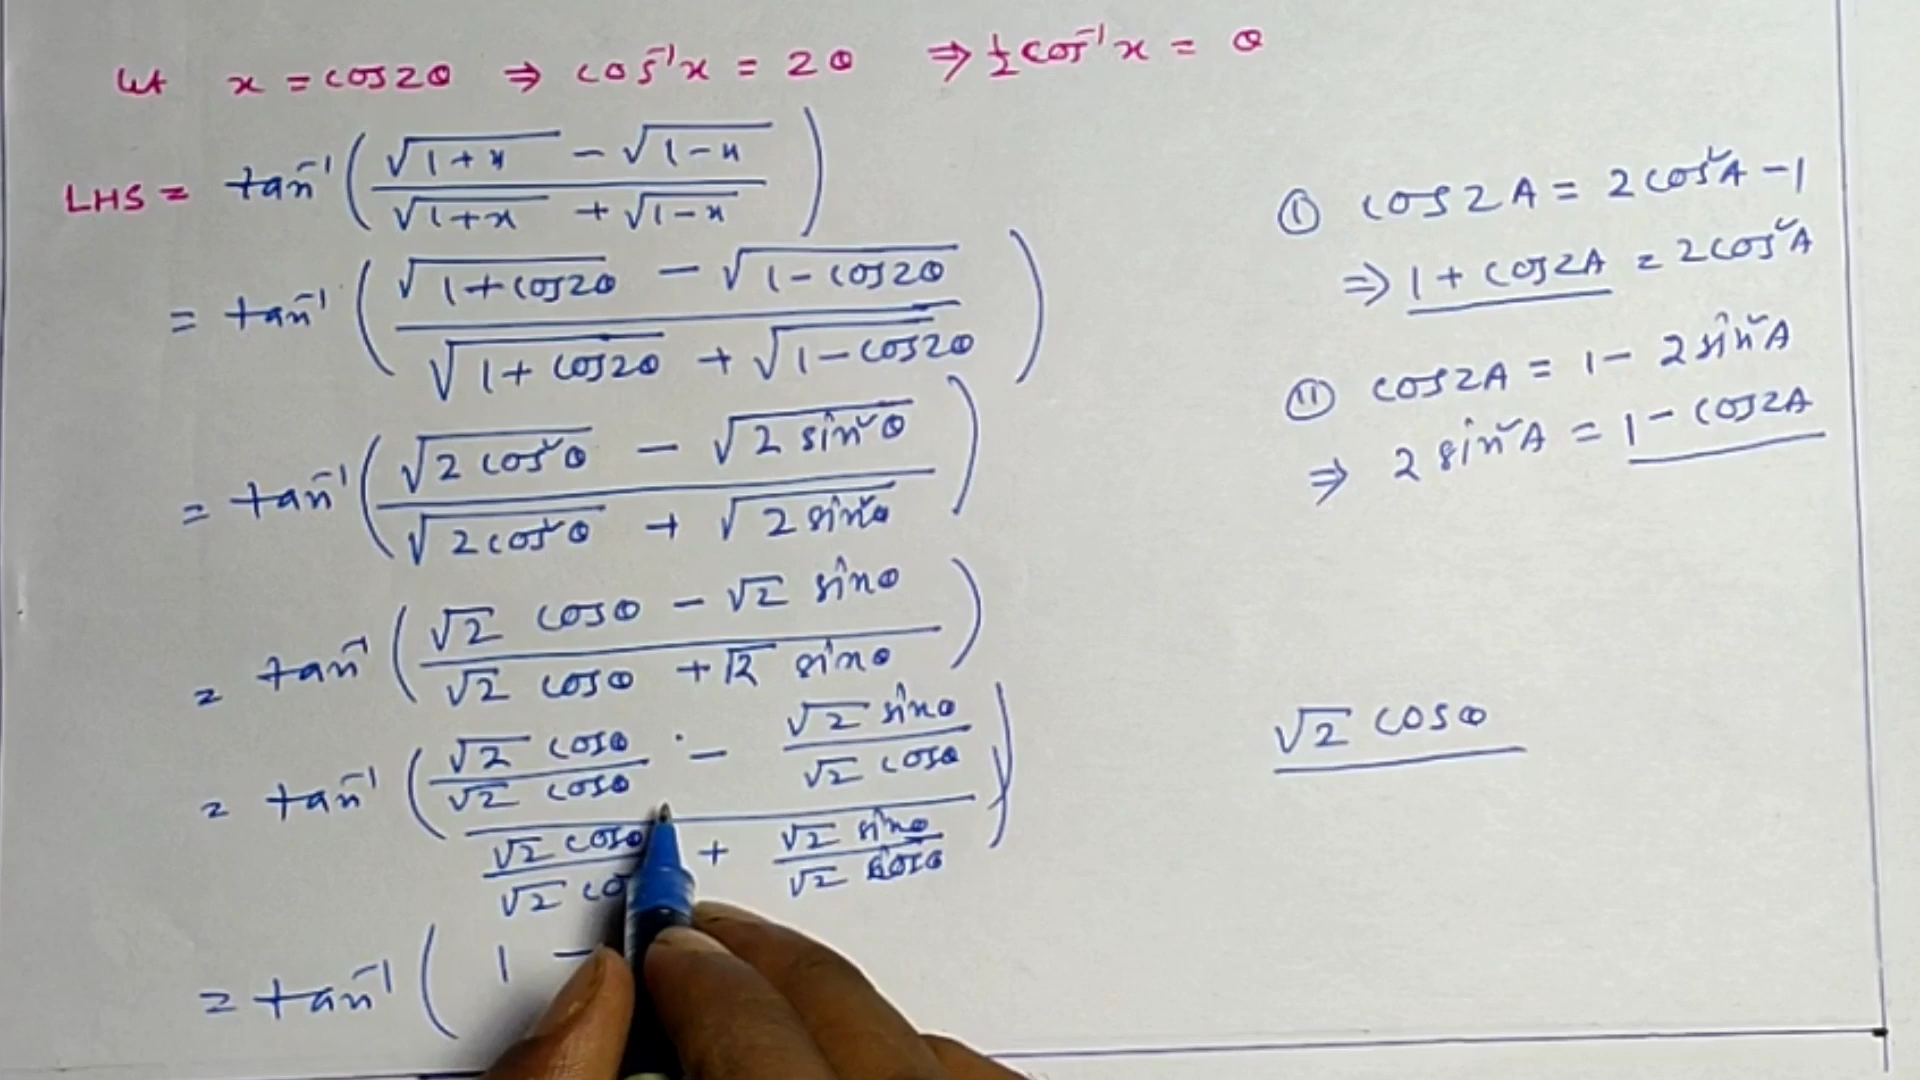 let x = cos2θ ⇒ cos⁻¹x = 2θ ⇒ ½cos⁻¹x = θ
LHS = tan⁻¹( (√(1+x) − √(1−x)) / (√(1+x) + √(1−x)) )
= tan⁻¹( (√(1+cos2θ) − √(1−cos2θ)) / (√(1+cos2θ) + √(1−cos2θ)) )
= tan⁻¹( (√(2cos²θ) − √(2sin²θ)) / (√(2cos²θ) + √(2sin²θ)) )
= tan⁻¹( (√2 cosθ − √2 sinθ) / (√2 cosθ + √2 sinθ) )
= tan⁻¹( (√2 cosθ / √2 cosθ − √2 sinθ / √2 cosθ) / (√2 cosθ / √2 co + √2 sinθ / √2 cosθ) )
= tan⁻¹( 1 −
(I) cos2A = 2cos²A − 1
⇒ 1 + cos2A = 2cos²A
(II) cos2A = 1 − 2sin²A
⇒ 2sin²A = 1 − cos2A
√2 cosθ